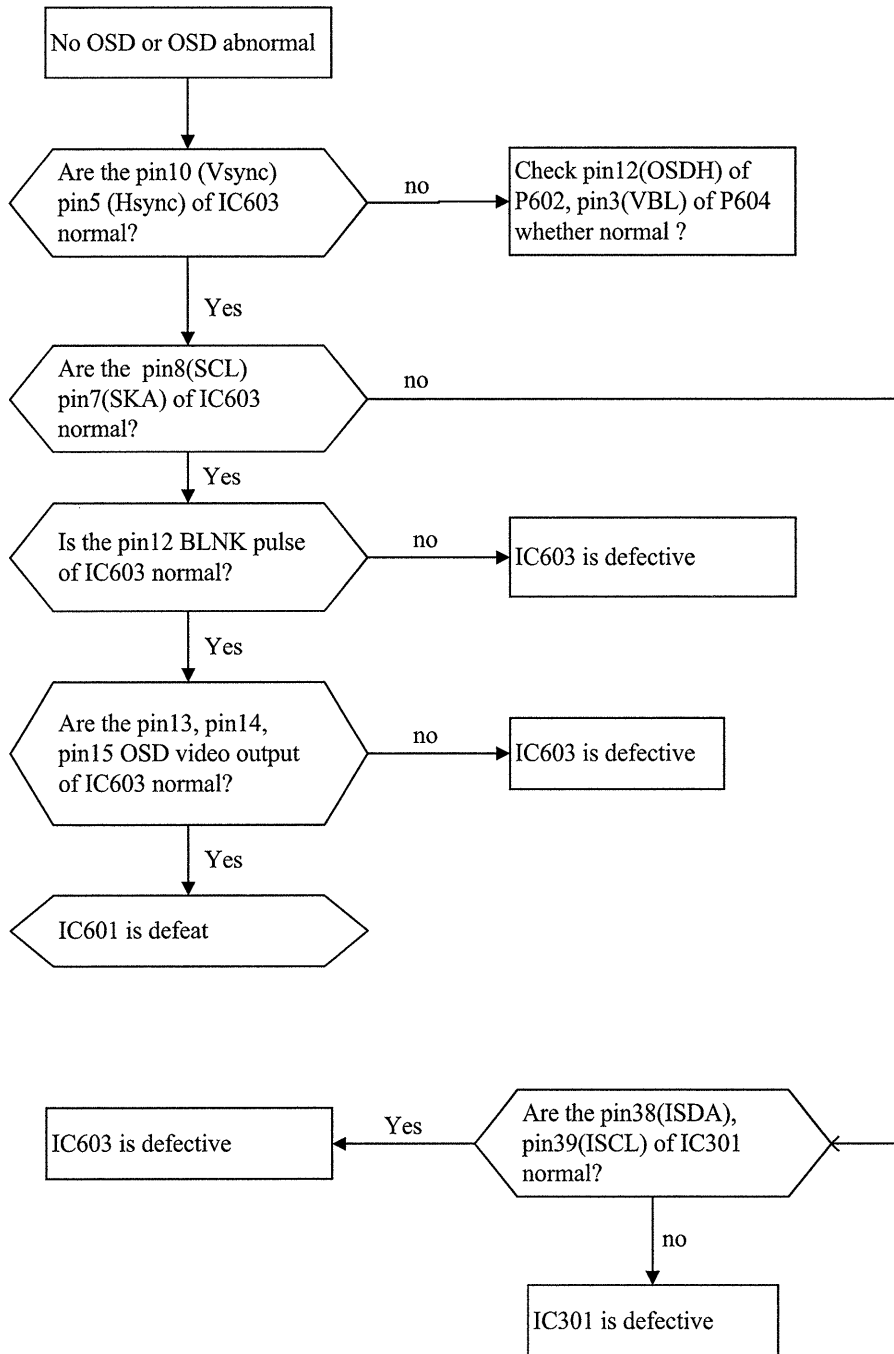 No OSD or OSD abnormal
Are the pin10 (Vsync)
pin5 (Hsync) of IC603
normal?
no
Check pin12(OSDH) of
P602, pin3(VBL) of P604
whether normal ?
Yes
Are the pin8(SCL)
pin7(SKA) of IC603
normal?
no
Yes
Is the pin12 BLNK pulse
of IC603 normal?
no
IC603 is defective
Yes
Are the pin13, pin14,
pin15 OSD video output
of IC603 normal?
no
IC603 is defective
Yes
IC601 is defeat
Are the pin38(ISDA),
pin39(ISCL) of IC301
normal?
Yes
IC603 is defective
no
IC301 is defective